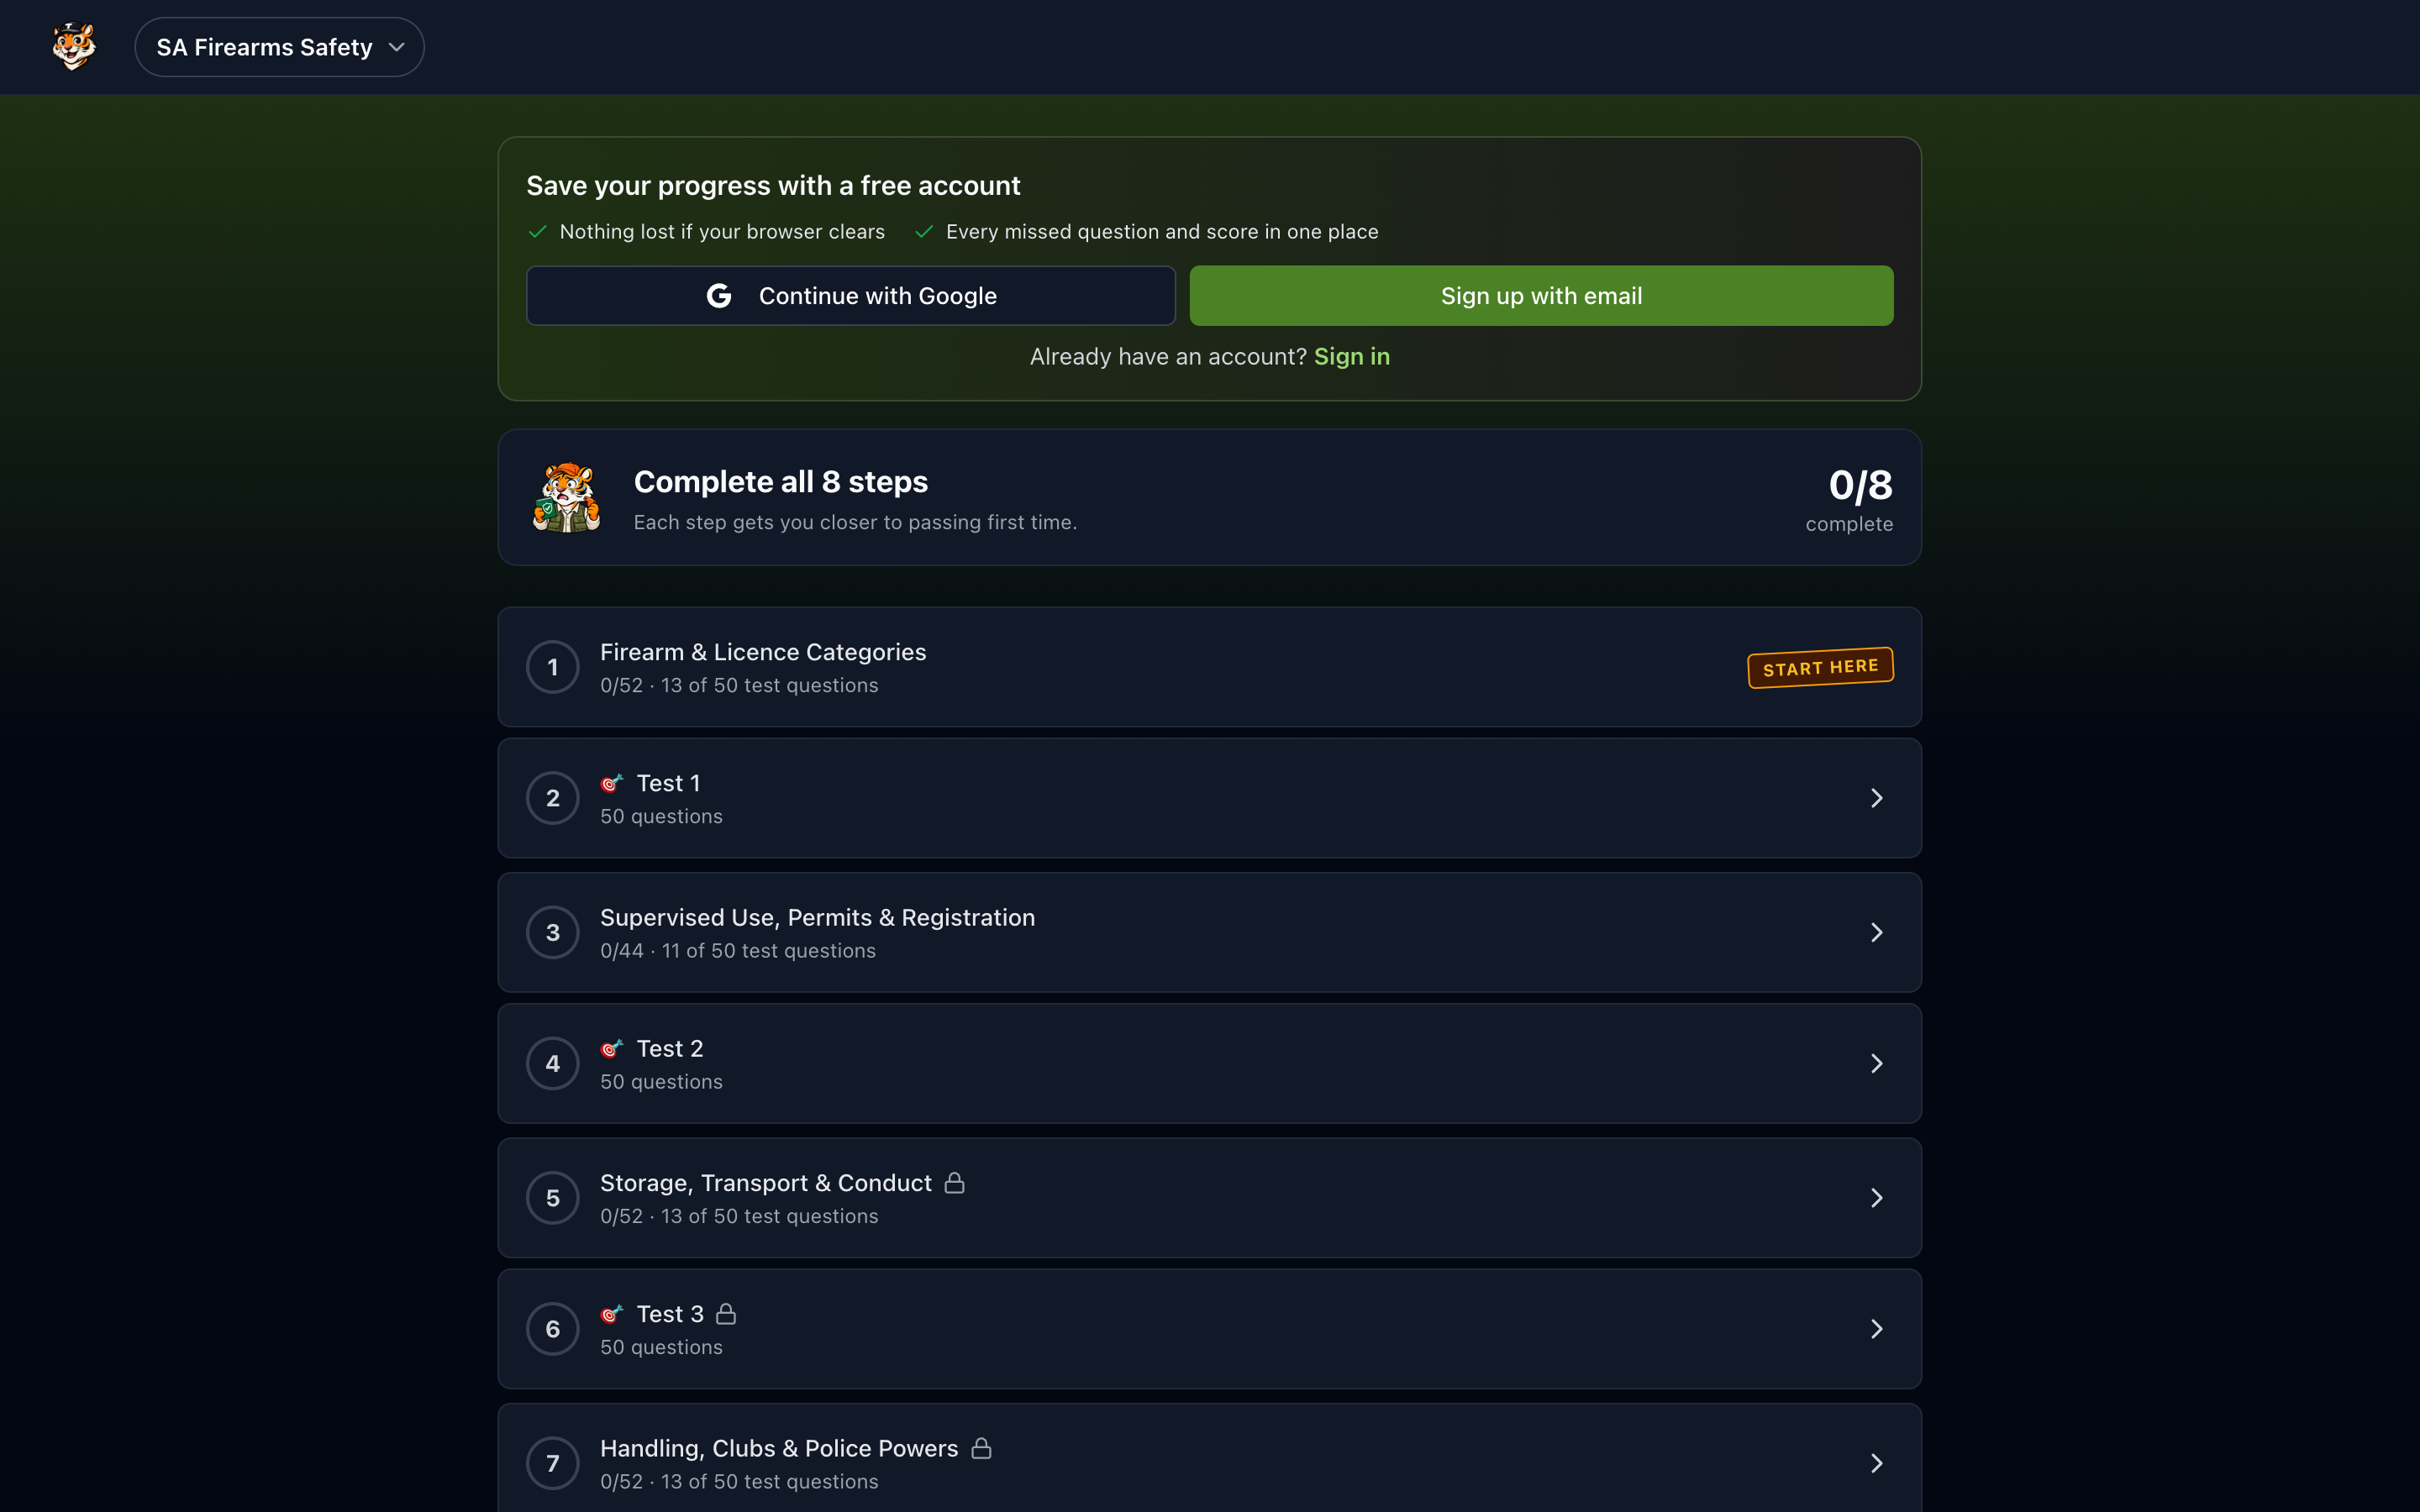 SA Firearms Safety
Save your progress with a free account
Nothing lost if your browser clears
Every missed question and score in one place
Continue with Google
Sign up with email
Already have an account? Sign in
Complete all 8 steps
Each step gets you closer to passing first time.
0/8
complete
1
Firearm & Licence Categories
0/52 · 13 of 50 test questions
START HERE
2
Test 1
50 questions
3
Supervised Use, Permits & Registration
0/44 · 11 of 50 test questions
4
Test 2
50 questions
5
Storage, Transport & Conduct
0/52 · 13 of 50 test questions
6
Test 3
50 questions
7
Handling, Clubs & Police Powers
0/52 · 13 of 50 test questions